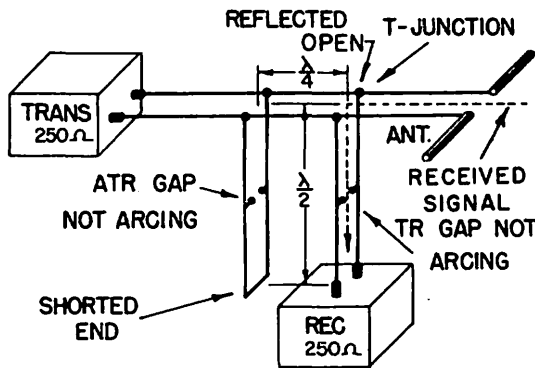 REFLECTED
OPEN
T-JUNCTION
λ/4
TRANS
250Ω
ANT.
ATR GAP
NOT ARCING
λ/2
RECEIVED
SIGNAL
TR GAP NOT
ARCING
SHORTED
END
REC
250Ω